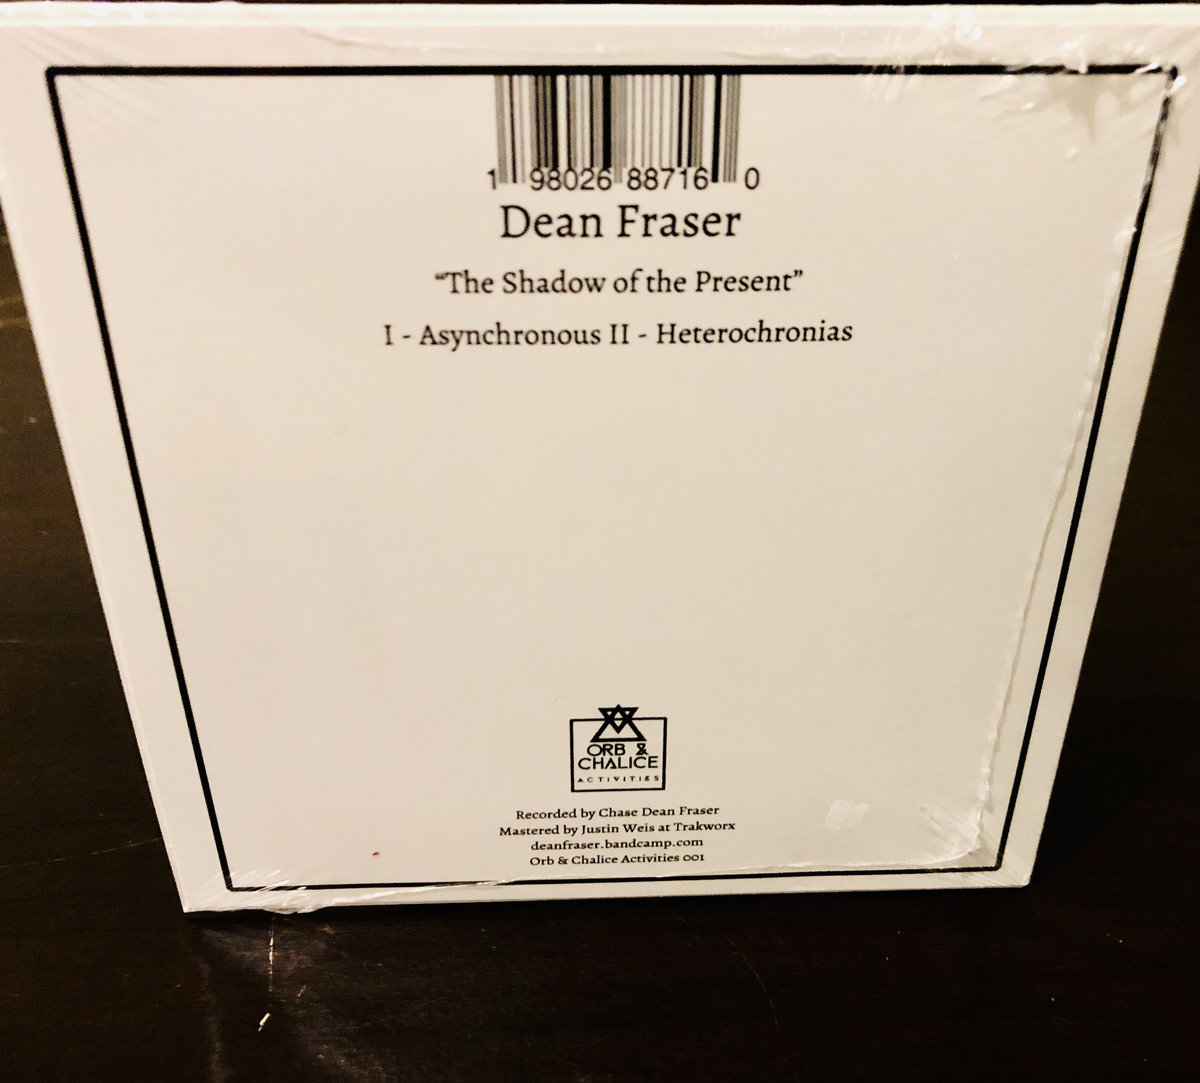 1 98026 88716 0
Dean Fraser
“The Shadow of the Present”
I - Asynchronous II - Heterochronias
ORB &
CHALICE
ACTIVITIES
Recorded by Chase Dean Fraser
Mastered by Justin Weis at Trakworx
deanfraser.bandcamp.com
Orb & Chalice Activities 001